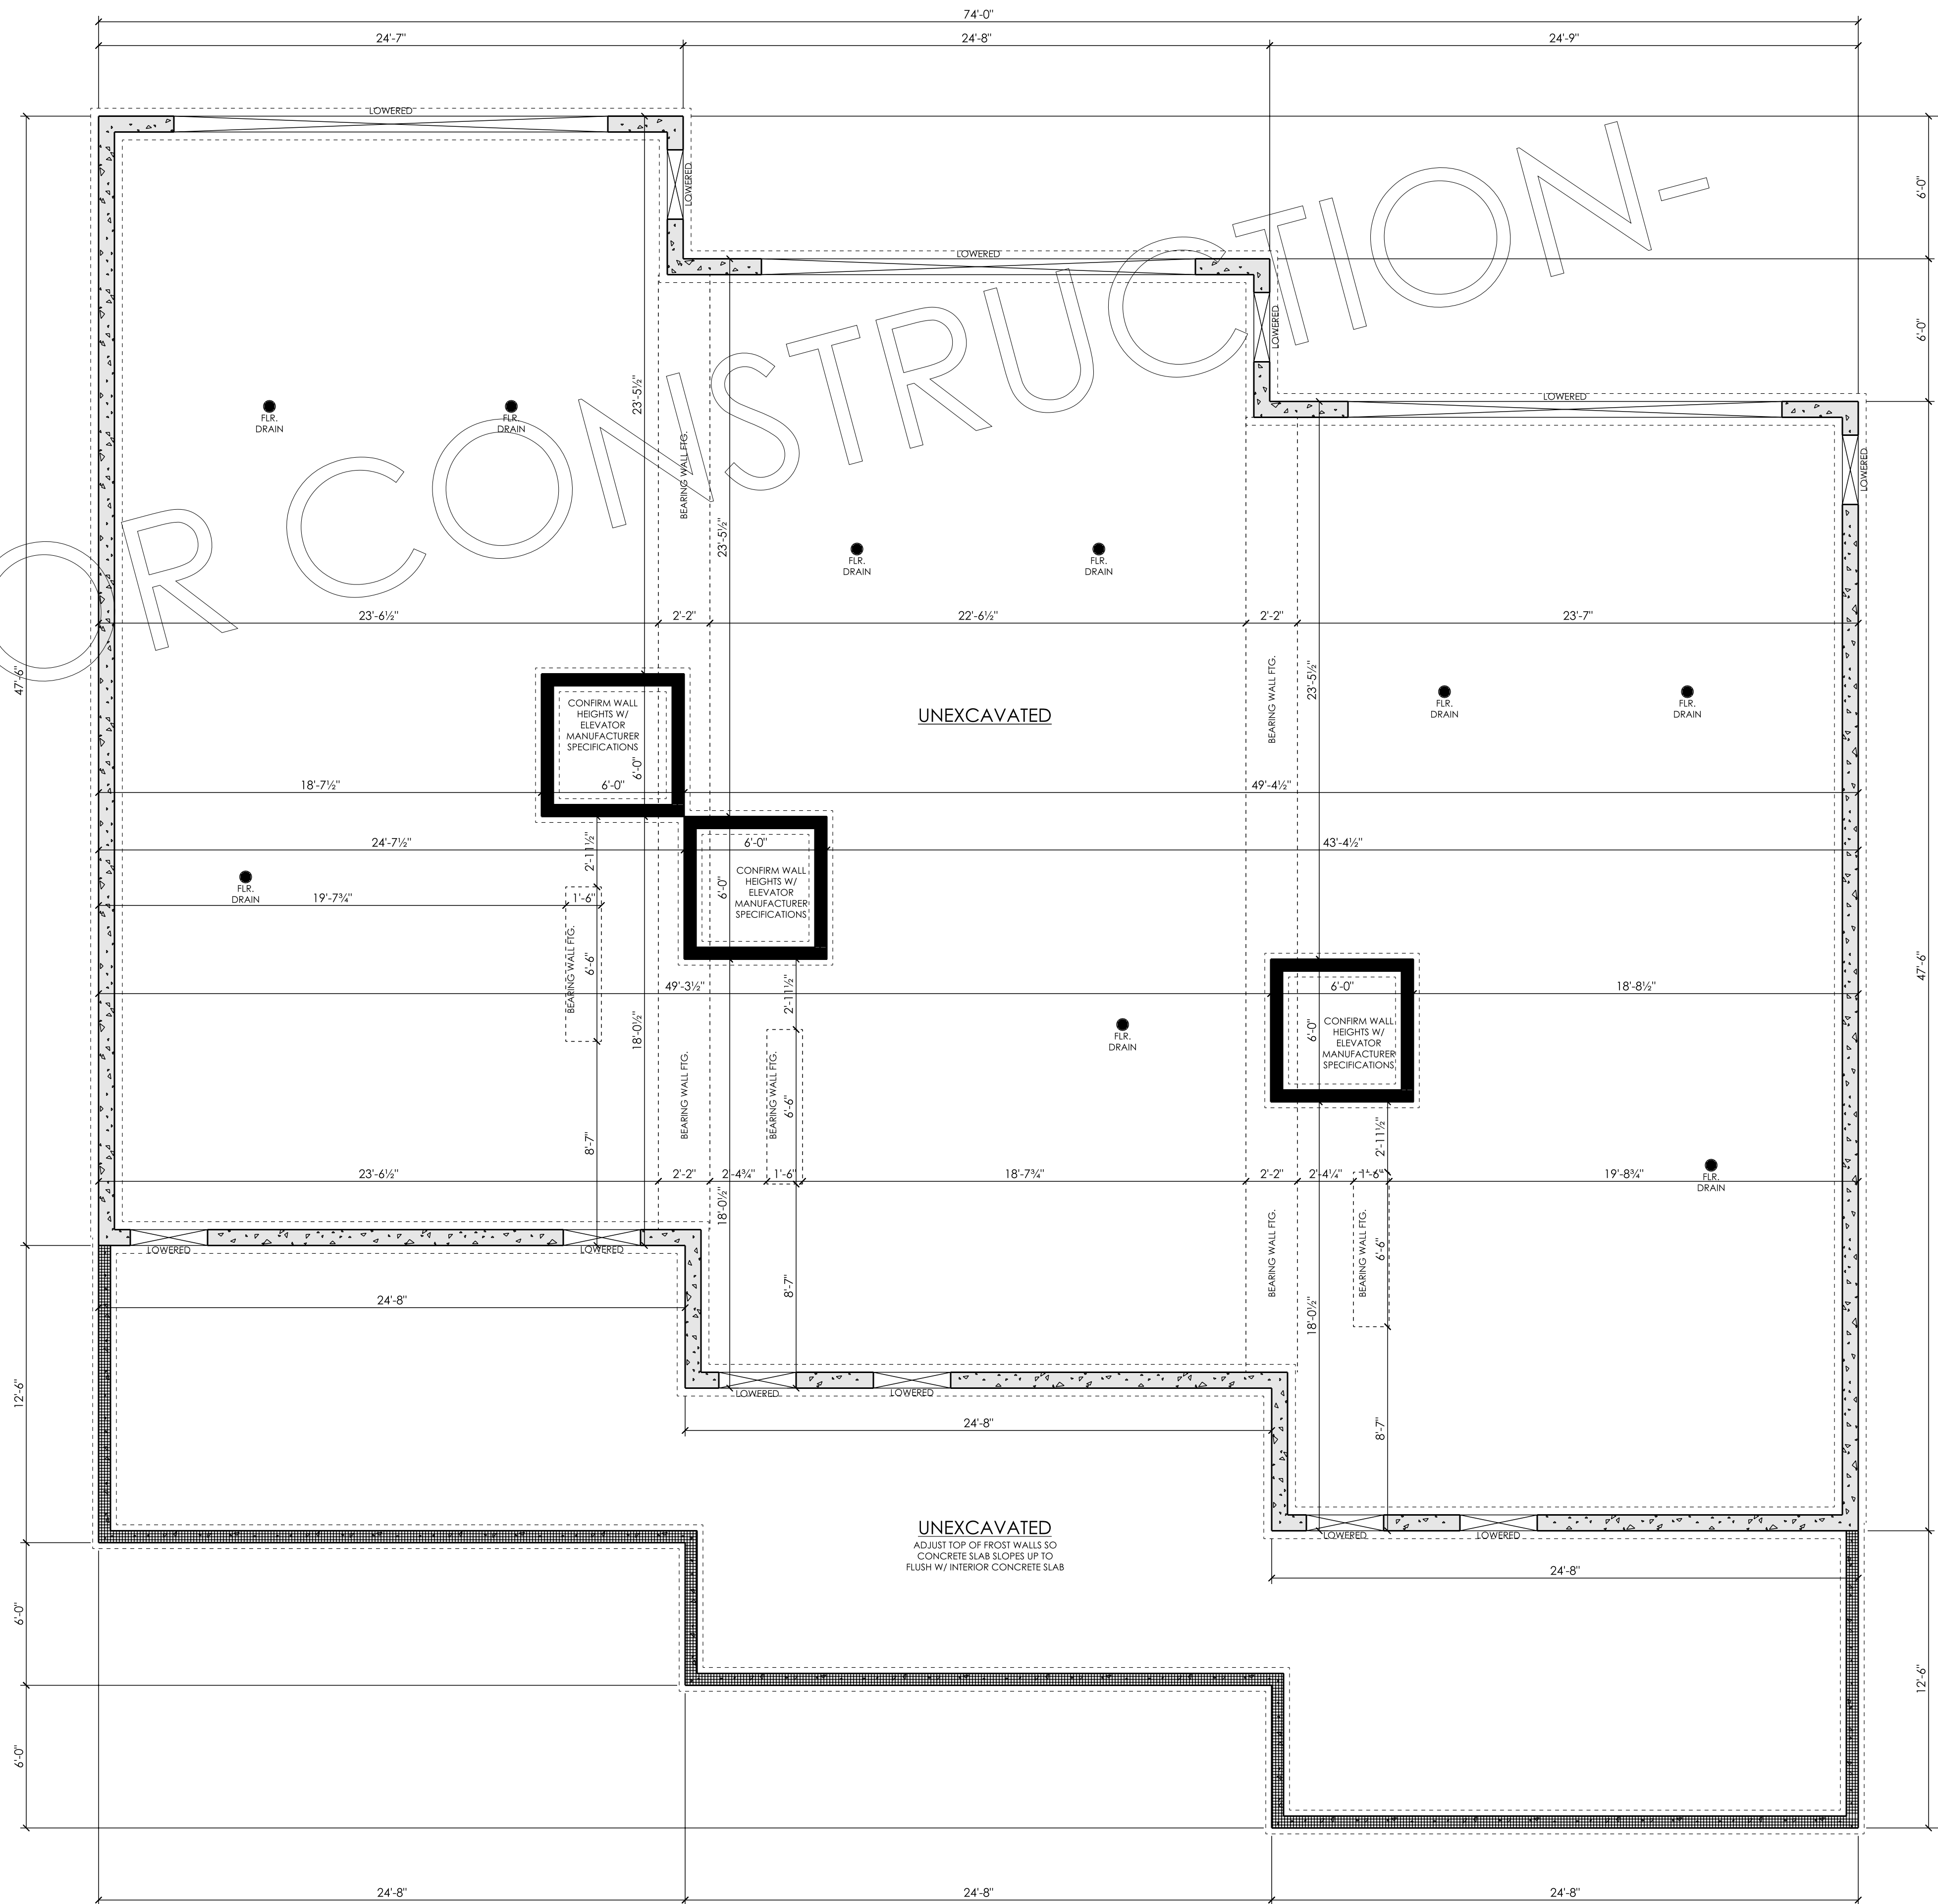 74'-0"
24'-7"
24'-8"
24'-9"
LOWERED
LOWERED
6'-0"
LOWERED
LOWERED
6'-0"
LOWERED
LOWERED
OR CONSTRUCTION-
23'-5½"
FLR.
DRAIN
FLR.
DRAIN
BEARING WALL FTG.
23'-5½"
FLR.
DRAIN
FLR.
DRAIN
23'-6½"
2'-2"
22'-6½"
2'-2"
23'-7"
47'-6"
23'-5½"
BEARING WALL FTG.
FLR.
DRAIN
FLR.
DRAIN
UNEXCAVATED
CONFIRM WALL
HEIGHTS W/
ELEVATOR
MANUFACTURER
SPECIFICATIONS
6'-0"
18'-7½"
6'-0"
49'-4½"
24'-7½"
2'-11½"
6'-0"
43'-4½"
CONFIRM WALL
HEIGHTS W/
ELEVATOR
MANUFACTURER
SPECIFICATIONS
6'-0"
FLR.
DRAIN
19'-7¾"
1'-6"
BEARING WALL FTG.
6'-6"
47'-6"
49'-3½"
2'-11½"
6'-0"
18'-8½"
18'-0½"
CONFIRM WALL
HEIGHTS W/
ELEVATOR
MANUFACTURER
SPECIFICATIONS
6'-0"
FLR.
DRAIN
BEARING WALL FTG.
BEARING WALL FTG.
6'-6"
8'-7"
2'-11½"
23'-6½"
2'-2"
2'-4¾"
1'-6"
18'-7¾"
2'-2"
2'-4¼"
1'-6"
19'-8¾"
FLR.
DRAIN
18'-0½"
BEARING WALL FTG.
BEARING WALL FTG.
6'-6"
LOWERED
LOWERED
8'-7"
24'-8"
18'-0½"
12'-6"
LOWERED
LOWERED
24'-8"
8'-7"
UNEXCAVATED
ADJUST TOP OF FROST WALLS SO
CONCRETE SLAB SLOPES UP TO
FLUSH W/ INTERIOR CONCRETE SLAB
LOWERED
LOWERED
24'-8"
6'-0"
12'-6"
6'-0"
24'-8"
24'-8"
24'-8"